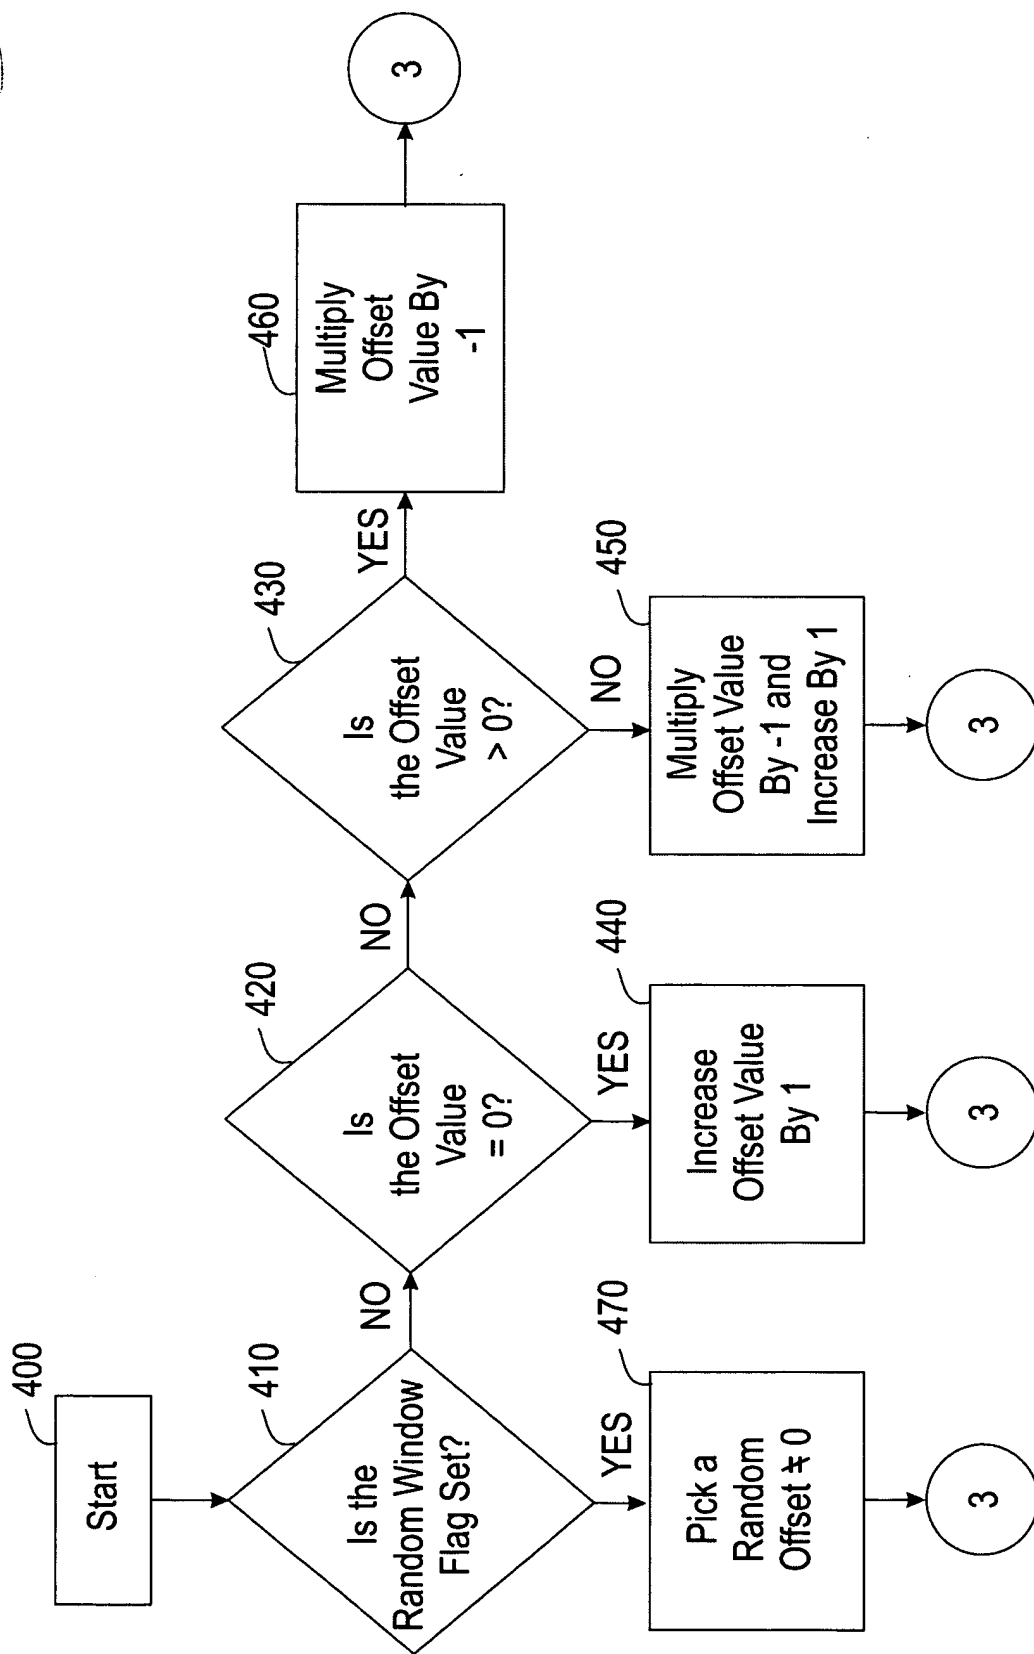 400
Start
410
Is the
Random Window
Flag Set?
YES
NO
470
Pick a
Random
Offset ≠ 0
3
420
Is
the Offset
Value
= 0?
YES
NO
440
Increase
Offset Value
By 1
3
430
Is
the Offset
Value
> 0?
NO
YES
450
Multiply
Offset Value
By -1 and
Increase By 1
3
460
Multiply
Offset
Value By
-1
3